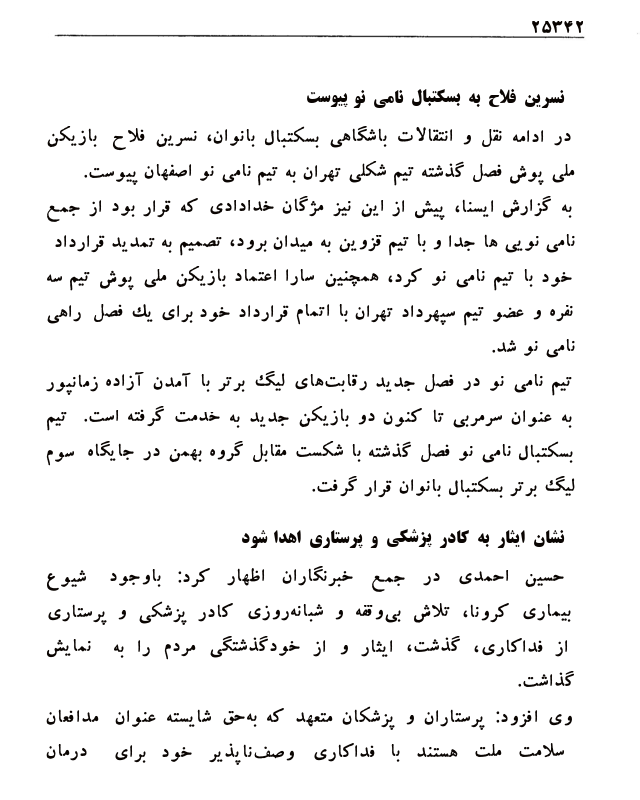 ۲۵۳۴۲
نسرین فلاح به بسکتبال نامی نو پیوست
در ادامه نقل و انتقالات باشگاهی بسکتبال بانوان، نسرین فلاح بازیکن
ملی پوش فصل گذشته تیم شکلی تهران به تیم نامی نو اصفهان پیوست.
به گزارش ایسنا، پیش از این نیز مژگان خدادادی که قرار بود از جمع
نامی نویی ها جدا و با تیم قزوین به میدان برود، تصمیم به تمدید قرارداد
خود با تیم نامی نو کرد، همچنین سارا اعتماد بازیکن ملی پوش تیم سه
نفره و عضو تیم سپهرداد تهران با اتمام قرارداد خود برای یك فصل راهی
نامی نو شد.
تیم نامی نو در فصل جدید رقابت‌های لیگ برتر با آمدن آزاده زمانپور
به عنوان سرمربی تا کنون دو بازیکن جدید به خدمت گرفته است. تیم
بسکتبال نامی نو فصل گذشته با شکست مقابل گروه بهمن در جایگاه سوم
لیگ برتر بسکتبال بانوان قرار گرفت.
نشان ایثار به کادر پزشکی و پرستاری اهدا شود
حسین احمدی در جمع خبرنگاران اظهار کرد: باوجود شیوع
بیماری کرونا، تلاش بی‌وقفه و شبانه‌روزی کادر پزشکی و پرستاری
از فداکاری، گذشت، ایثار و از خودگذشتگی مردم را به نمایش
گذاشت.
وی افزود: پرستاران و پزشکان متعهد که به‌حق شایسته عنوان مدافعان
سلامت ملت هستند با فداکاری وصف‌ناپذیر خود برای درمان